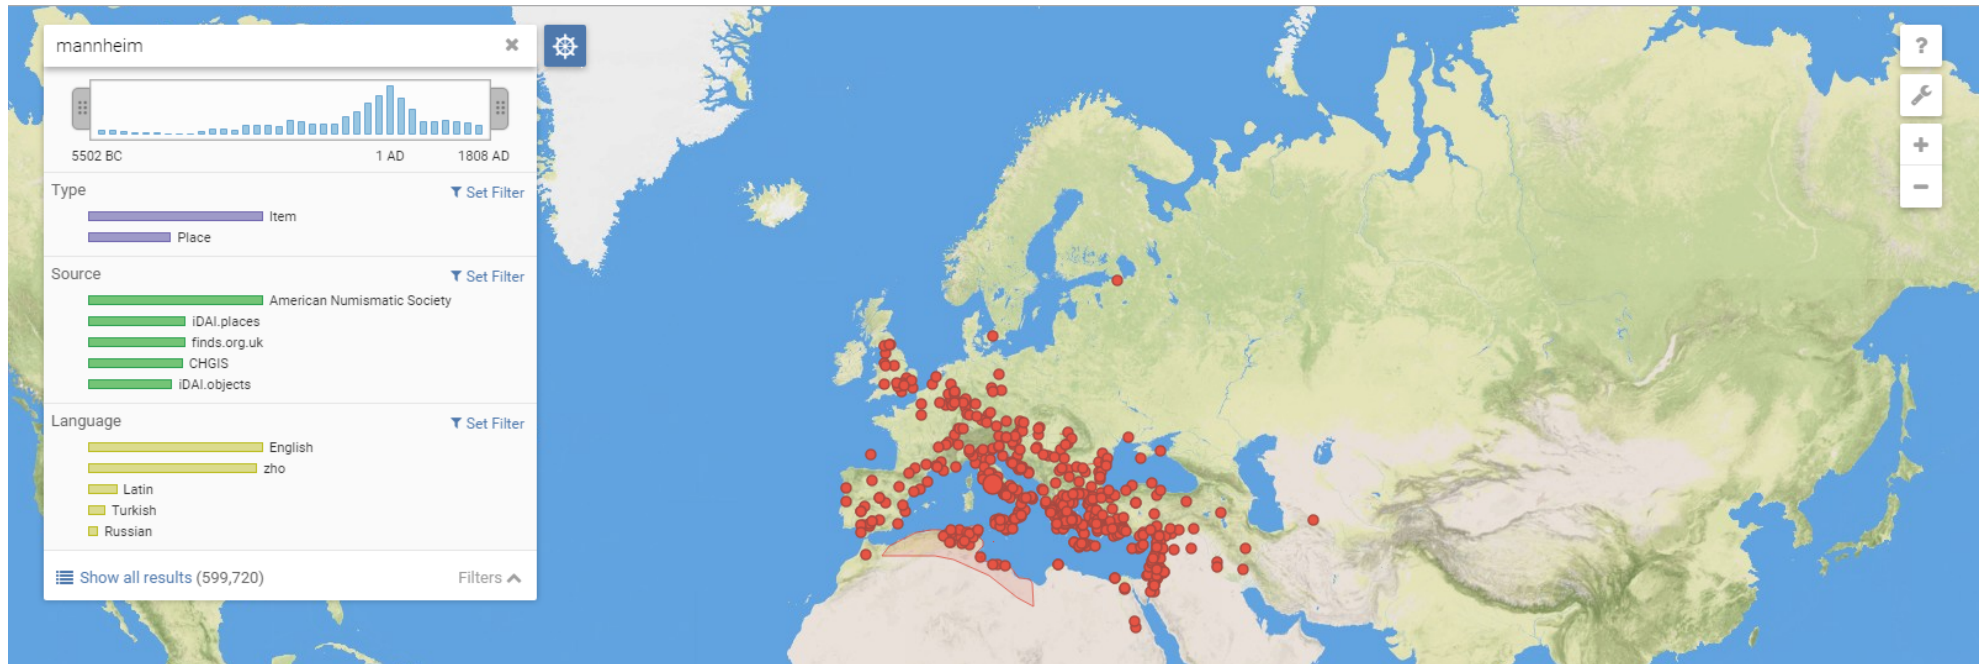 mannheim
5502 BC 1 AD 1808 AD
Type Set Filter
Item
Place
Source Set Filter
American Numismatic Society
iDAI.places
finds.org.uk
CHGIS
iDAI.objects
Language Set Filter
English
zho
Latin
Turkish
Russian
Show all results (599,720) Filters
?